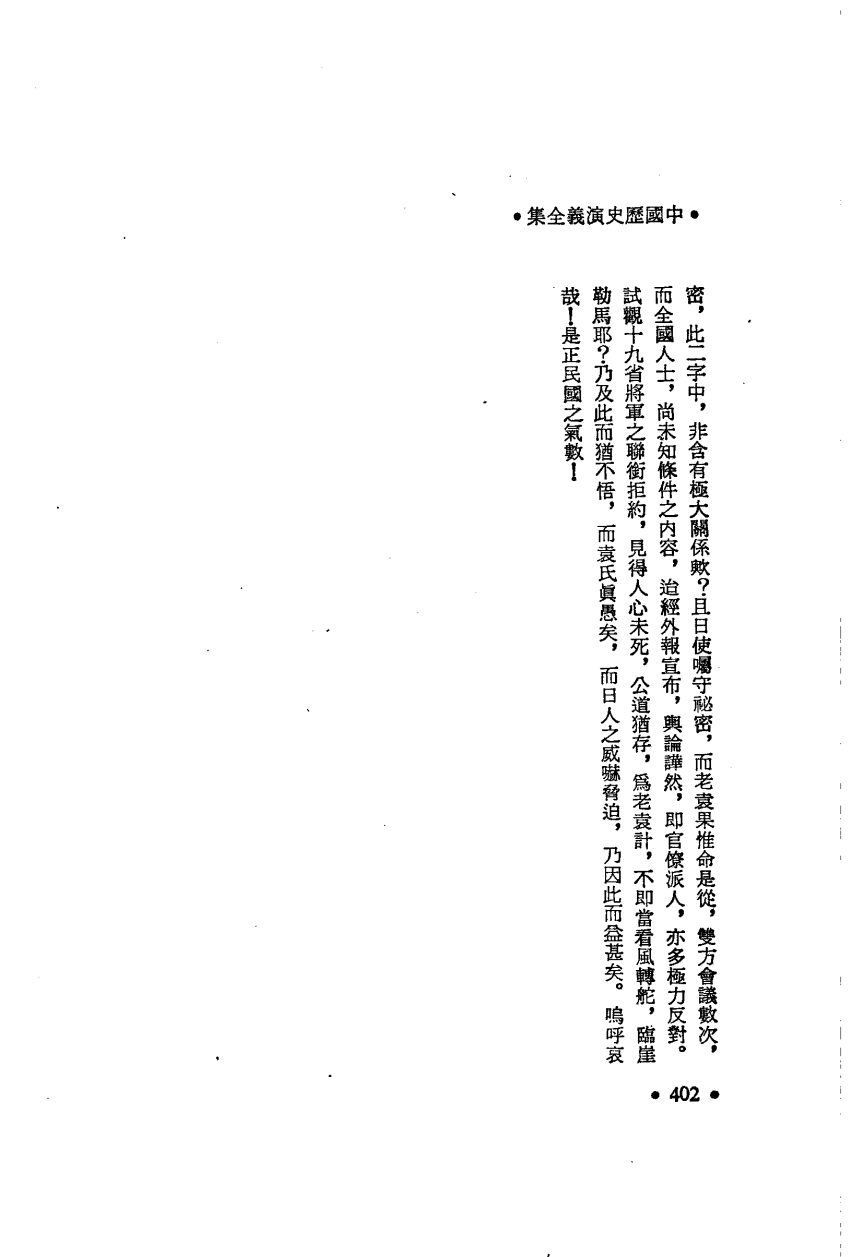 •中國歷史演義全集•
密，此二字中，非含有極大關係歟？且日使囑守祕密，而老袁果惟命是從，雙方會議數次，
而全國人士，尚未知條件之內容，迨經外報宣布，輿論譁然，即官僚派人，亦多極力反對。
試觀十九省將軍之聯銜拒約，見得人心未死，公道猶存，爲老袁計，不即當看風轉舵，臨崖
勒馬耶？乃及此而猶不悟，而袁氏眞愚矣，而日人之威嚇脅迫，乃因此而益甚矣。嗚呼哀
哉！是正民國之氣數！
• 402 •